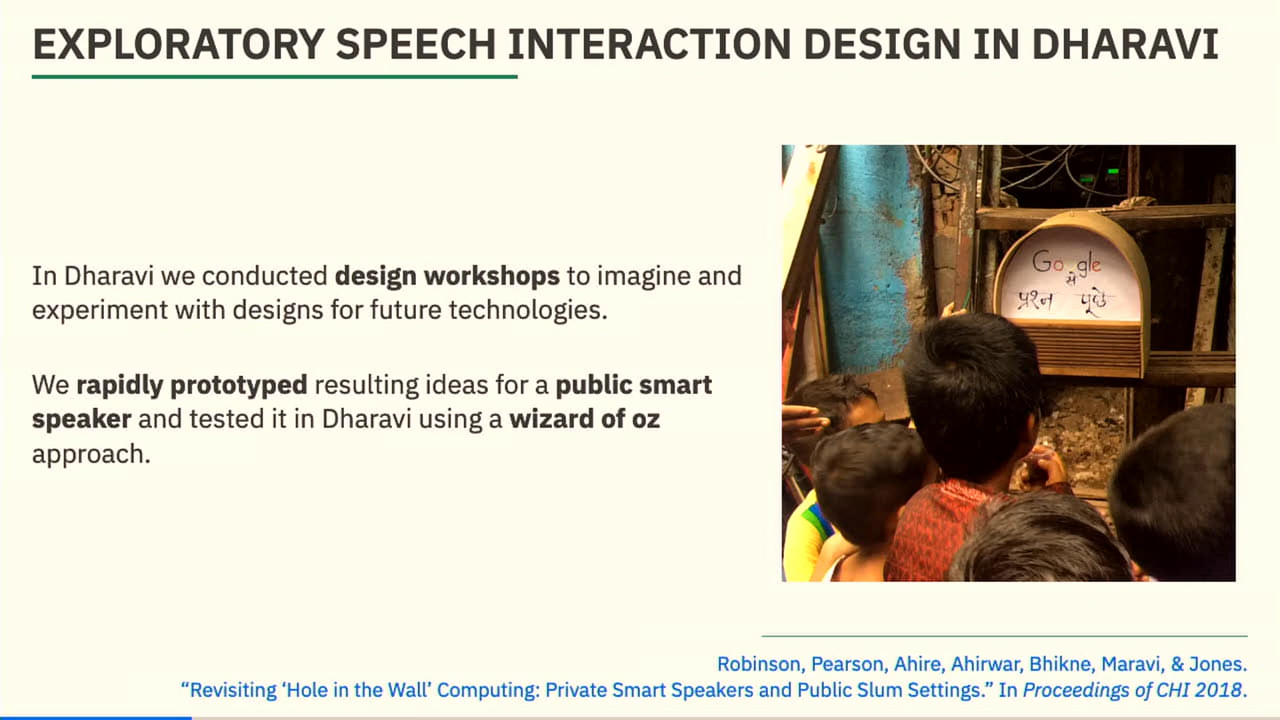 EXPLORATORY SPEECH INTERACTION DESIGN IN DHARAVI
In Dharavi we conducted design workshops to imagine and
experiment with designs for future technologies.
We rapidly prototyped resulting ideas for a public smart
speaker and tested it in Dharavi using a wizard of oz
approach.
Google
से
प्रश्न पूछे
Robinson, Pearson, Ahire, Ahirwar, Bhikne, Maravi, & Jones.
“Revisiting ‘Hole in the Wall’ Computing: Private Smart Speakers and Public Slum Settings.” In Proceedings of CHI 2018.